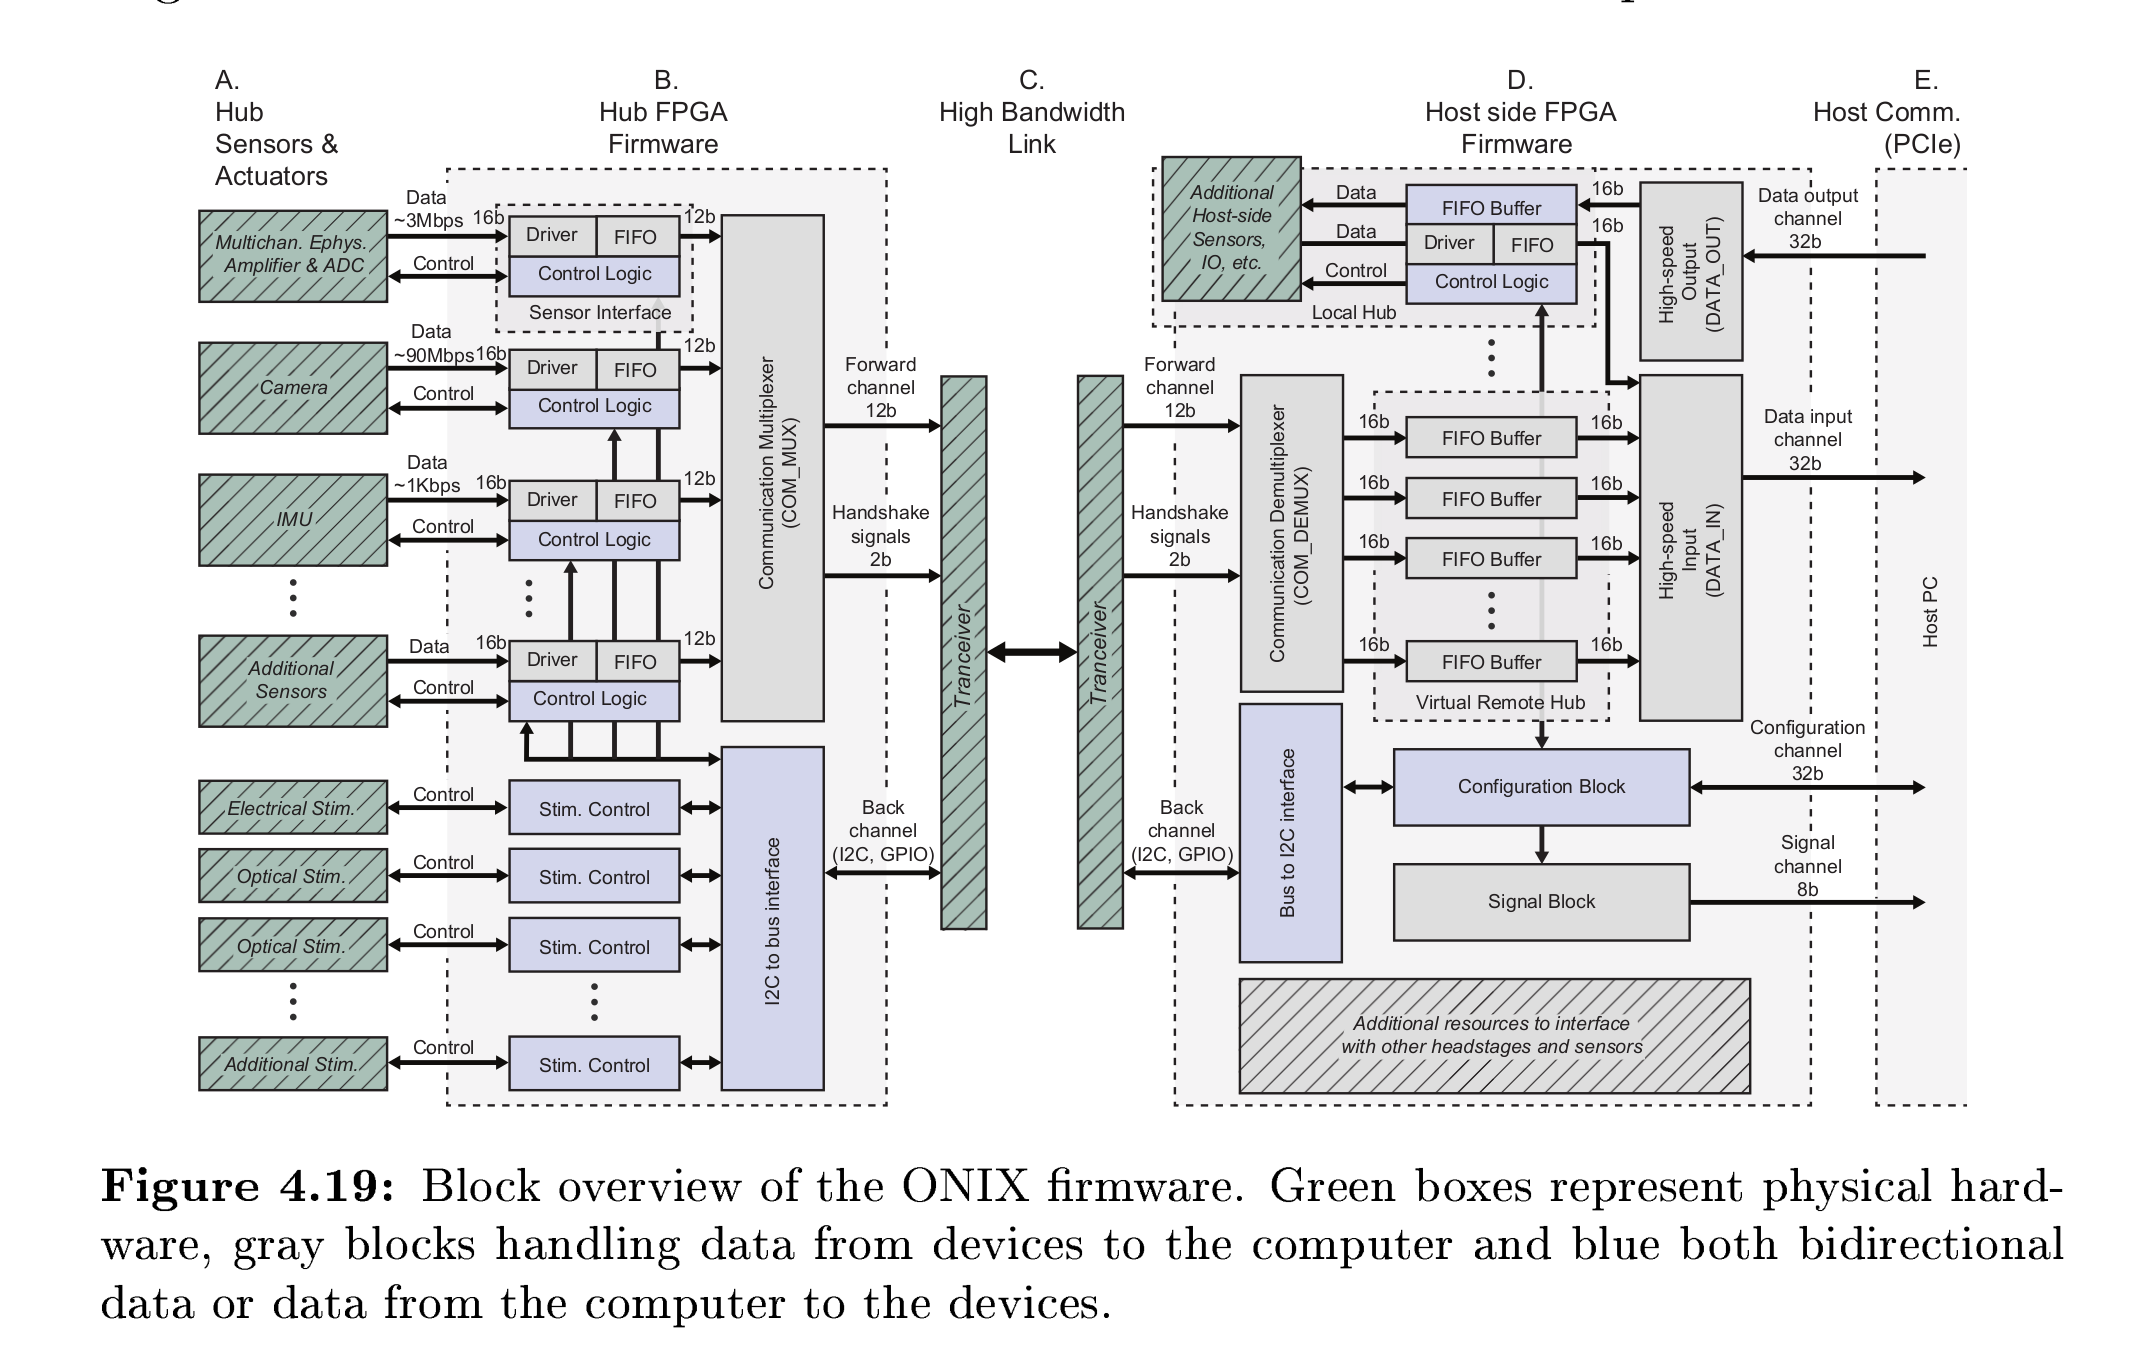 A.
Hub
Sensors &
Actuators
B.
Hub FPGA
Firmware
C.
High Bandwidth
Link
D.
Host side FPGA
Firmware
E.
Host Comm.
(PCIe)
Multichan. Ephys.
Amplifier & ADC
Data
~3Mbps
16b
Control
Driver
FIFO
Control Logic
Sensor Interface
12b
Camera
Data
~90Mbps
16b
Control
Driver
FIFO
Control Logic
12b
IMU
Data
~1Kbps
16b
Control
Driver
FIFO
Control Logic
12b
Additional
Sensors
Data
16b
Control
Driver
FIFO
Control Logic
12b
Communication Multiplexer
(COM_MUX)
Electrical Stim.
Control
Stim. Control
Optical Stim.
Control
Stim. Control
Optical Stim.
Control
Stim. Control
Additional Stim.
Control
Stim. Control
I2C to bus interface
Forward
channel
12b
Handshake
signals
2b
Back
channel
(I2C, GPIO)
Tranceiver
Tranceiver
Forward
channel
12b
Handshake
signals
2b
Back
channel
(I2C, GPIO)
Additional
Host-side
Sensors,
IO, etc.
Data
Data
Control
FIFO Buffer
Driver
FIFO
Control Logic
Local Hub
16b
16b
High-speed
Output
(DATA_OUT)
Data output
channel
32b
Communication Demultiplexer
(COM_DEMUX)
16b
FIFO Buffer
16b
16b
FIFO Buffer
16b
16b
FIFO Buffer
16b
16b
FIFO Buffer
16b
Virtual Remote Hub
High-speed
Input
(DATA_IN)
Data input
channel
32b
Bus to I2C interface
Configuration Block
Configuration
channel
32b
Signal Block
Signal
channel
8b
Additional resources to interface
with other headstages and sensors
Host PC
Figure 4.19: Block overview of the ONIX firmware. Green boxes represent physical hard-
ware, gray blocks handling data from devices to the computer and blue both bidirectional
data or data from the computer to the devices.